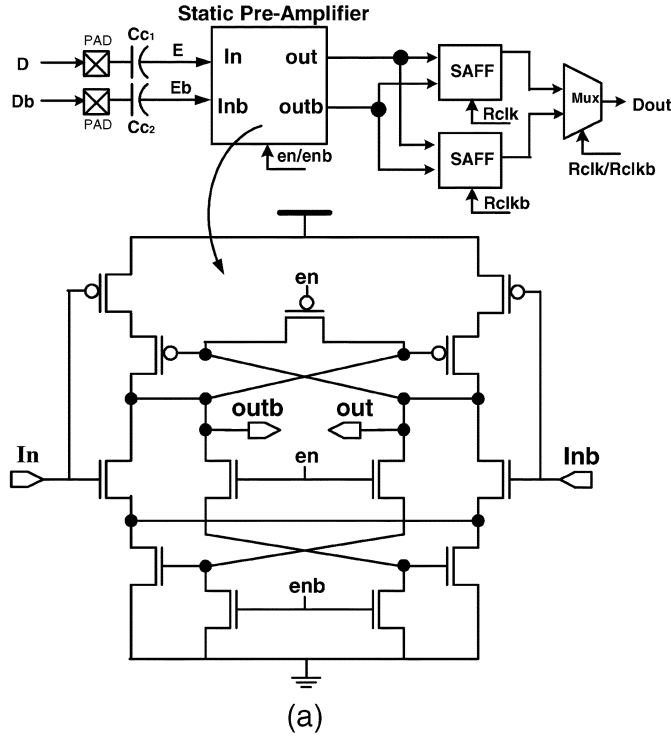 Static Pre-Amplifier
PAD
Cc1
E
D
In
out
SAFF
Rclk
Mux
Dout
Db
Eb
Inb
outb
PAD
Cc2
en/enb
SAFF
Rclkb
Rclk/Rclkb
en
outb
out
In
en
Inb
enb
(a)